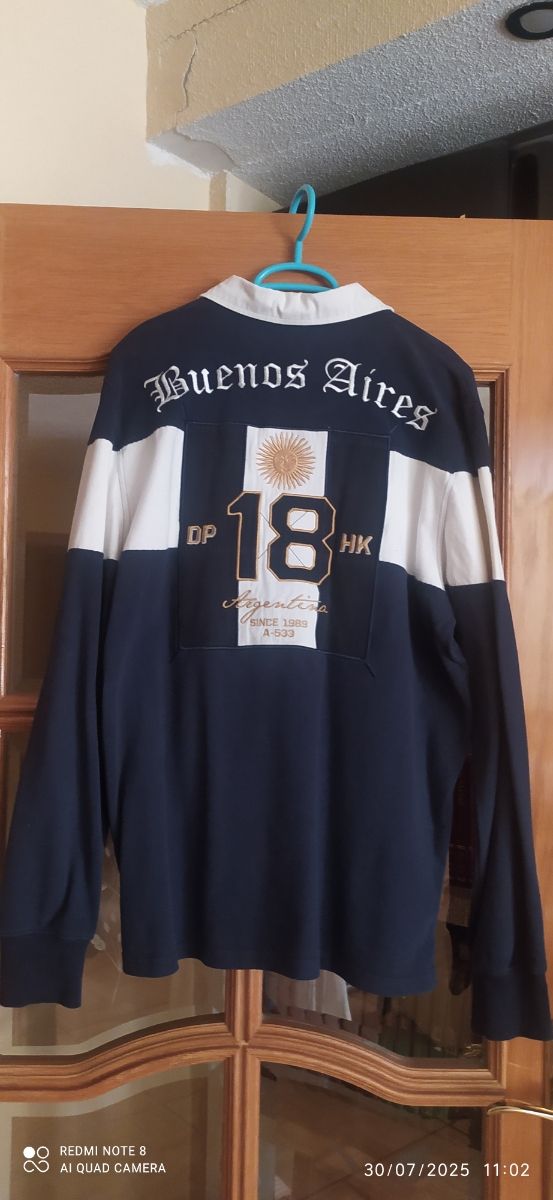 Buenos Aires
DP 18 HK
Argentina
SINCE 1989
A-533
REDMI NOTE 8
AI QUAD CAMERA
30/07/2025 11:02